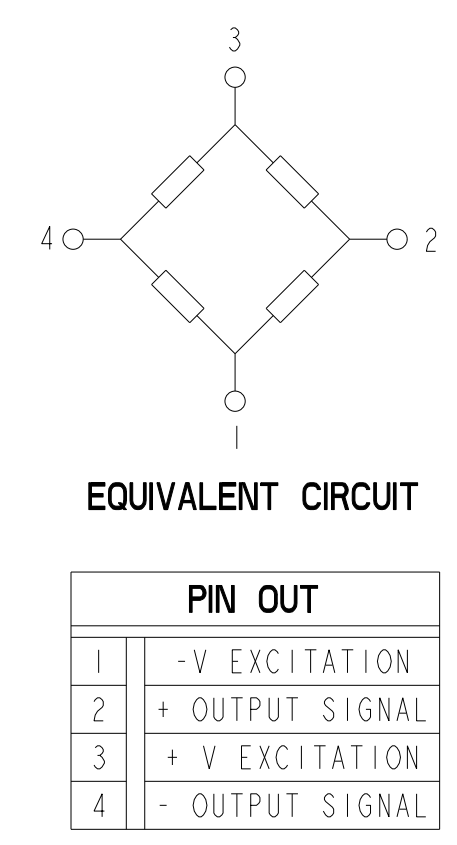 3
4 2
1
EQUIVALENT CIRCUIT
PIN OUT
1 -V EXCITATION
2 + OUTPUT SIGNAL
3 + V EXCITATION
4 - OUTPUT SIGNAL